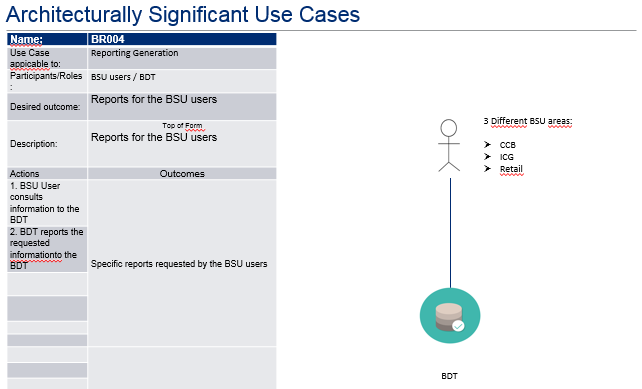 Architecturally Significant Use Cases
Name: BR004
Use Case
appicable to:
Reporting Generation
Participants/Roles
:
BSU users / BDT
Desired outcome:
Reports for the BSU users
Top of Form
Description:
Reports for the BSU users
Actions Outcomes
1. BSU User
consults
information to the
BDT
2. BDT reports the
requested
informationto the
BDT
Specific reports requested by the BSU users
3 Different BSU areas:
➤ CCB
➤ ICG
➤ Retail
BDT